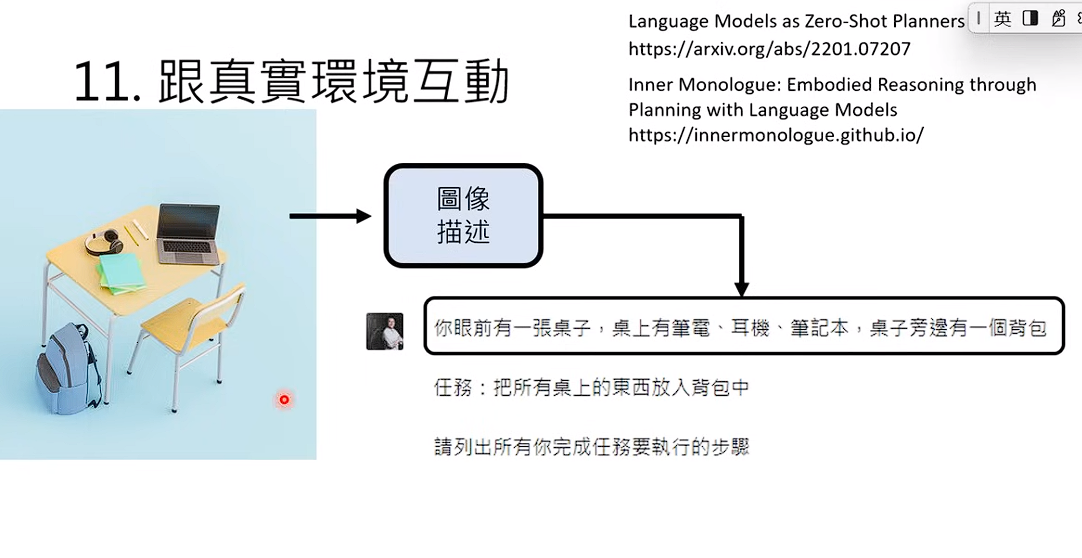 Language Models as Zero-Shot Planners
https://arxiv.org/abs/2201.07207
Inner Monologue: Embodied Reasoning through
Planning with Language Models
https://innermonologue.github.io/
英
11. 跟真實環境互動
圖像
描述
你眼前有一張桌子，桌上有筆電、耳機、筆記本，桌子旁邊有一個背包
任務：把所有桌上的東西放入背包中
請列出所有你完成任務要執行的步驟